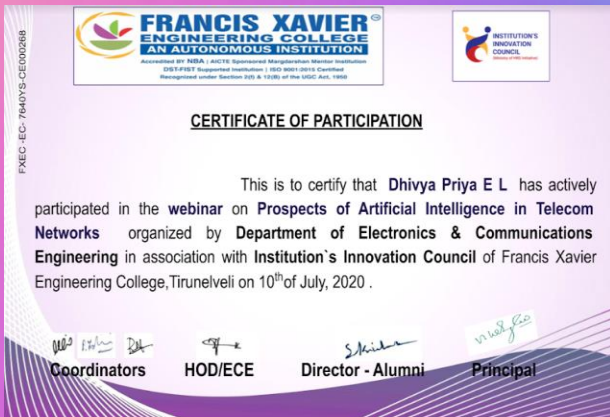 FRANCIS XAVIER®
ENGINEERING COLLEGE
AN AUTONOMOUS INSTITUTION
Accredited BY NBA | AICTE Sponsored Margdarshan Mentor Institution
DST-FIST Supported Institution | ISO 9001:2015 Certified
Recognized under Section 2(f) & 12(B) of the UGC Act, 1956
INSTITUTION'S
INNOVATION
COUNCIL
(Ministry of HRD Initiative)
FXEC -EC- 7640YS-CE000268
CERTIFICATE OF PARTICIPATION
This is to certify that Dhivya Priya E L has actively
participated in the webinar on Prospects of Artificial Intelligence in Telecom
Networks organized by Department of Electronics & Communications
Engineering in association with Institution`s Innovation Council of Francis Xavier
Engineering College,Tirunelveli on 10th of July, 2020 .
Coordinators HOD/ECE Director - Alumni Principal